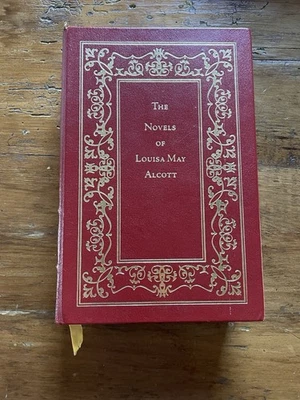 The
Novels
of
Louisa May
Alcott